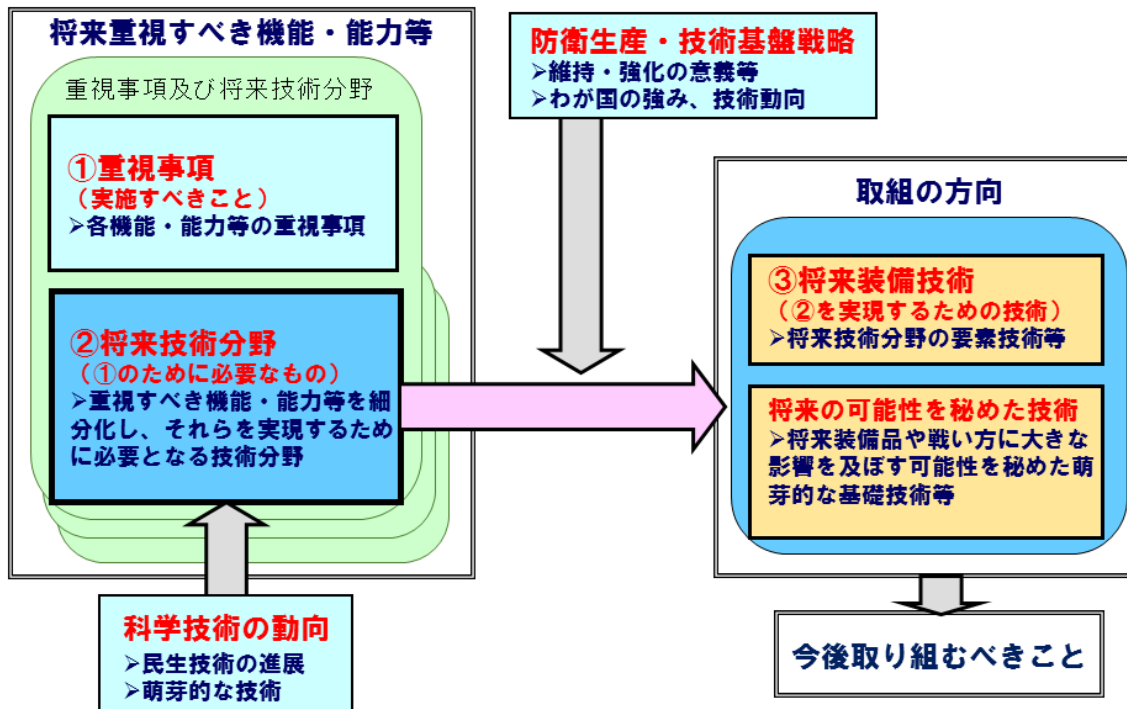 将来重視すべき機能・能力等
重視事項及び将来技術分野
①重視事項
（実施すべきこと）
➢各機能・能力等の重視事項
②将来技術分野
（①のために必要なもの）
➢重視すべき機能・能力等を細
分化し、それらを実現するため
に必要となる技術分野
科学技術の動向
➢民生技術の進展
➢萌芽的な技術
防衛生産・技術基盤戦略
➢維持・強化の意義等
➢わが国の強み、技術動向
取組の方向
③将来装備技術
（②を実現するための技術）
➢将来技術分野の要素技術等
将来の可能性を秘めた技術
➢将来装備品や戦い方に大きな
影響を及ぼす可能性を秘めた萌
芽的な基礎技術等
今後取り組むべきこと